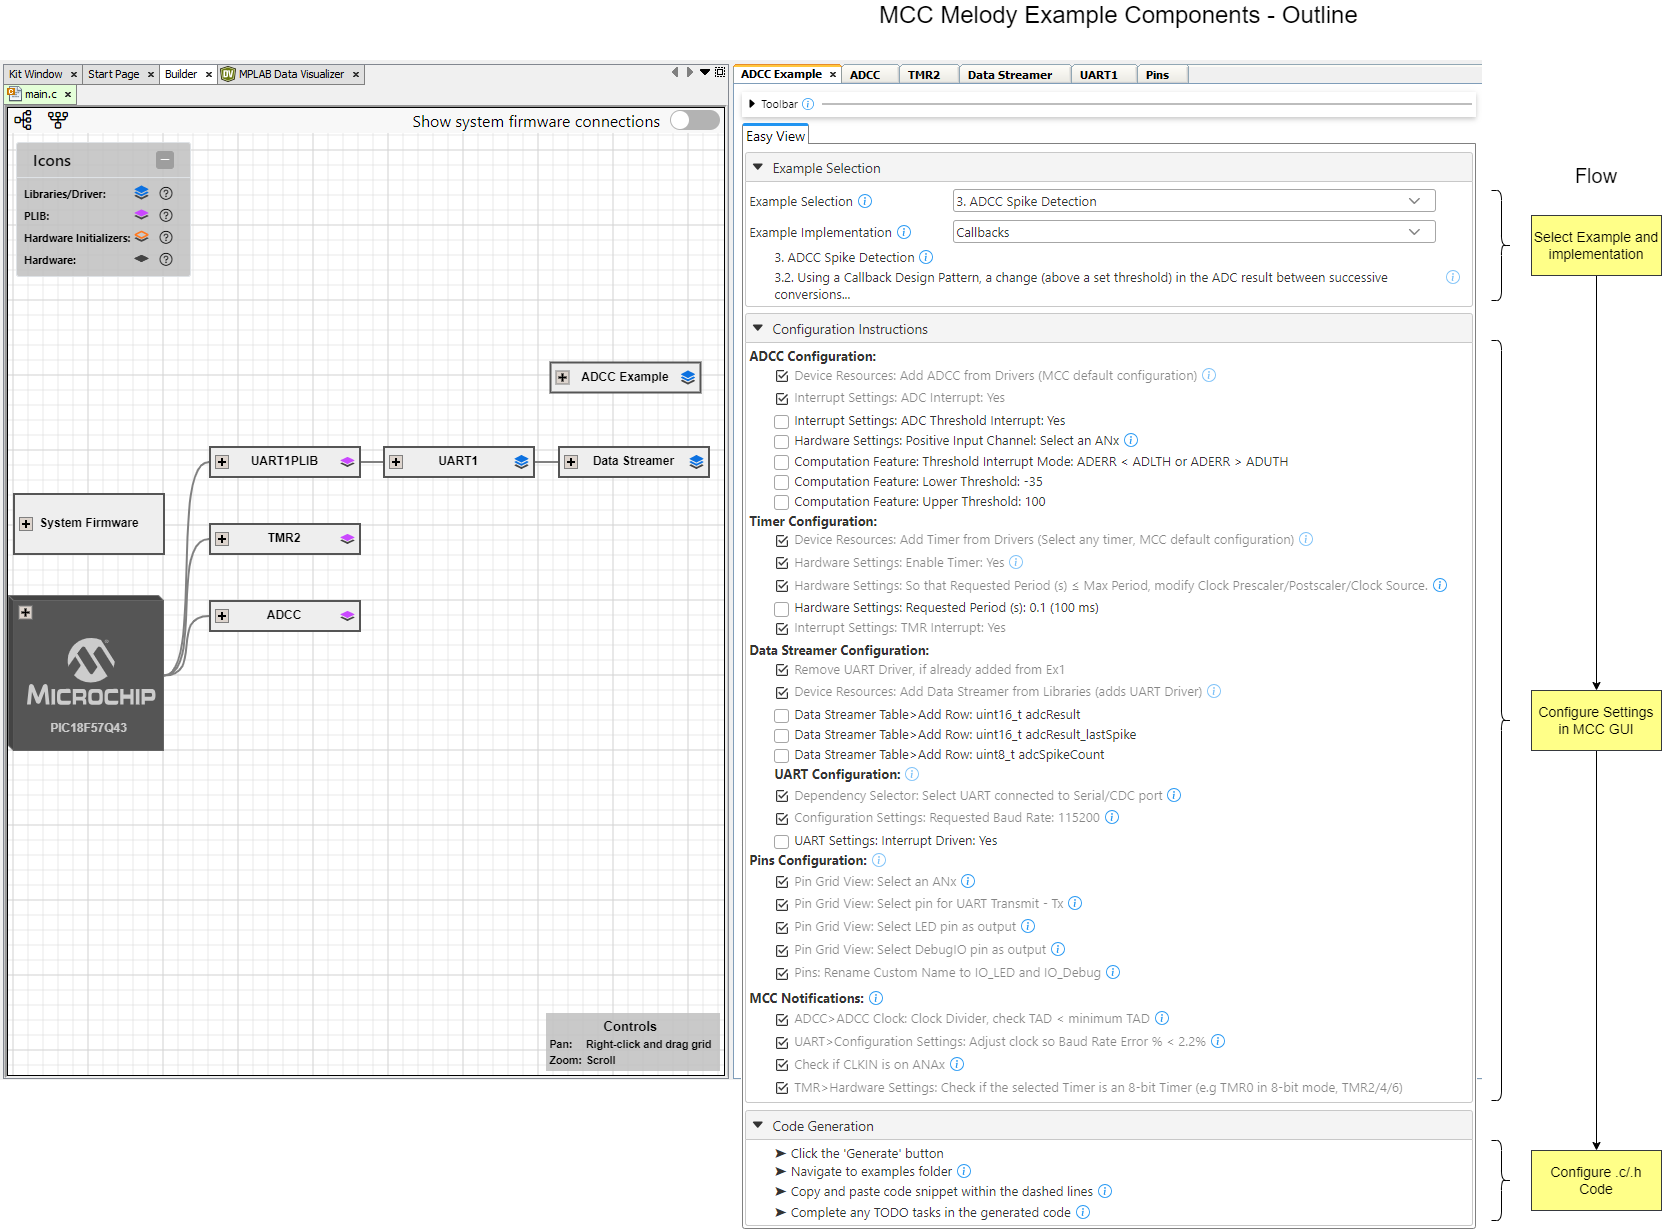 MCC Melody Example Components - Outline
Kit Window × Start Page × Builder × MPLAB Data Visualizer ×
main.c ×
Show system firmware connections
Icons
Libraries/Driver:
PLIB:
Hardware Initializers:
Hardware:
ADCC Example
UART1PLIB
UART1
Data Streamer
System Firmware
TMR2
ADCC
MICROCHIP
PIC18F57Q43
Controls
Pan: Right-click and drag grid
Zoom: Scroll
ADCC Example × ADCC TMR2 Data Streamer UART1 Pins
Toolbar
Easy View
Example Selection
Example Selection 3. ADCC Spike Detection
Example Implementation Callbacks
3. ADCC Spike Detection
3.2. Using a Callback Design Pattern, a change (above a set threshold) in the ADC result between successive
conversions...
Configuration Instructions
ADCC Configuration:
Device Resources: Add ADCC from Drivers (MCC default configuration)
Interrupt Settings: ADC Interrupt: Yes
Interrupt Settings: ADC Threshold Interrupt: Yes
Hardware Settings: Positive Input Channel: Select an ANx
Computation Feature: Threshold Interrupt Mode: ADERR < ADLTH or ADERR > ADUTH
Computation Feature: Lower Threshold: -35
Computation Feature: Upper Threshold: 100
Timer Configuration:
Device Resources: Add Timer from Drivers (Select any timer, MCC default configuration)
Hardware Settings: Enable Timer: Yes
Hardware Settings: So that Requested Period (s) ≤ Max Period, modify Clock Prescaler/Postscaler/Clock Source.
Hardware Settings: Requested Period (s): 0.1 (100 ms)
Interrupt Settings: TMR Interrupt: Yes
Data Streamer Configuration:
Remove UART Driver, if already added from Ex1
Device Resources: Add Data Streamer from Libraries (adds UART Driver)
Data Streamer Table>Add Row: uint16_t adcResult
Data Streamer Table>Add Row: uint16_t adcResult_lastSpike
Data Streamer Table>Add Row: uint8_t adcSpikeCount
UART Configuration:
Dependency Selector: Select UART connected to Serial/CDC port
Configuration Settings: Requested Baud Rate: 115200
UART Settings: Interrupt Driven: Yes
Pins Configuration:
Pin Grid View: Select an ANx
Pin Grid View: Select pin for UART Transmit - Tx
Pin Grid View: Select LED pin as output
Pin Grid View: Select DebugIO pin as output
Pins: Rename Custom Name to IO_LED and IO_Debug
MCC Notifications:
ADCC>ADCC Clock: Clock Divider, check TAD < minimum TAD
UART>Configuration Settings: Adjust clock so Baud Rate Error % < 2.2%
Check if CLKIN is on ANAx
TMR>Hardware Settings: Check if the selected Timer is an 8-bit Timer (e.g TMR0 in 8-bit mode, TMR2/4/6)
Code Generation
Click the 'Generate' button
Navigate to examples folder
Copy and paste code snippet within the dashed lines
Complete any TODO tasks in the generated code
Flow
Select Example and
implementation
Configure Settings
in MCC GUI
Configure .c/.h
Code